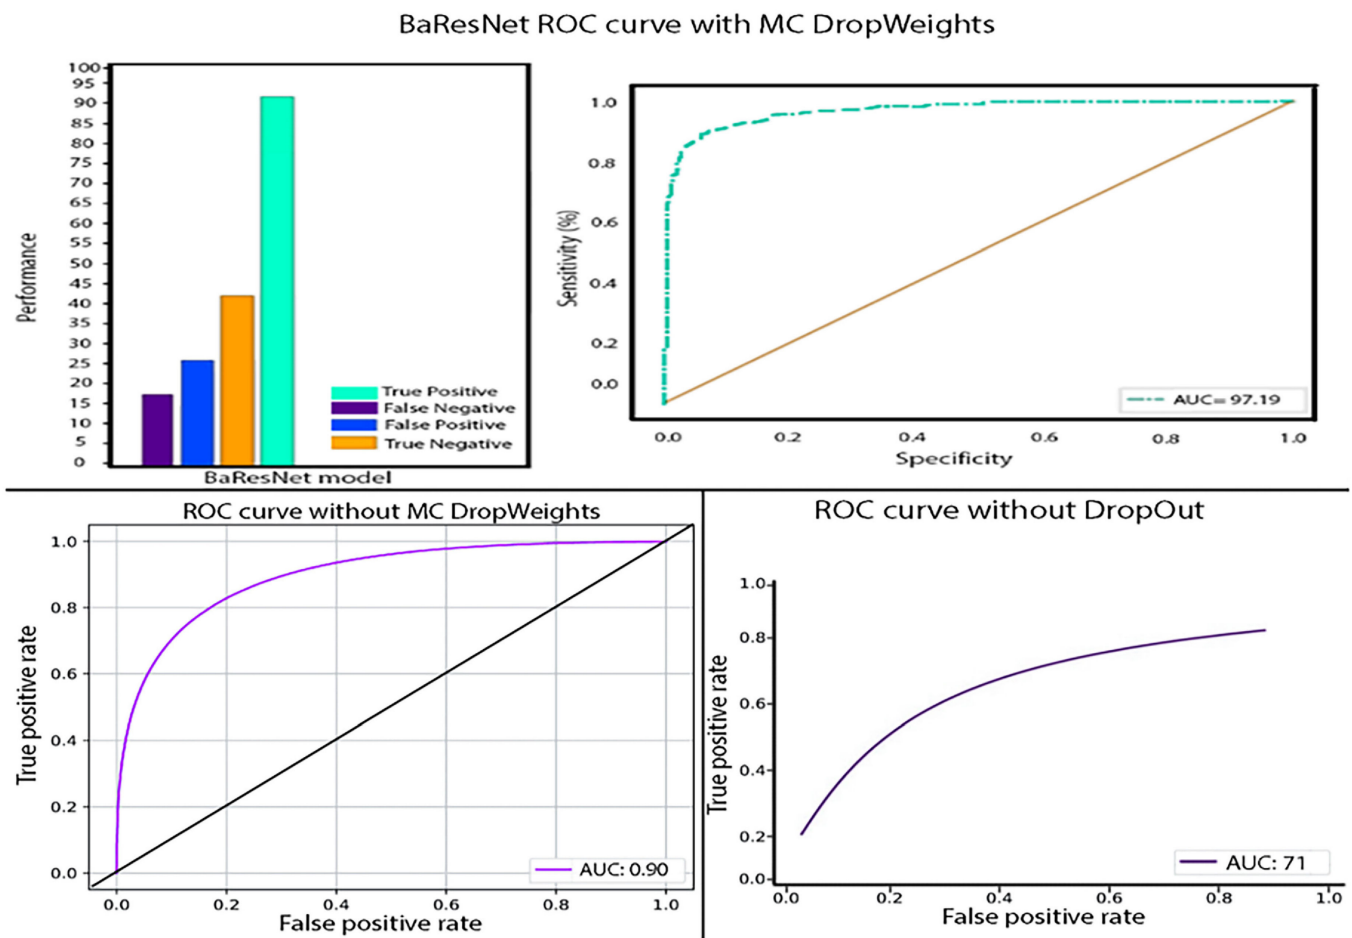 BaResNet ROC curve with MC DropWeights
Performance
100
95
90
85
80
75
70
65
60
55
50
45
40
35
30
25
20
15
10
5
0
True Positive
False Negative
False Positive
True Negative
BaResNet model
Sensitivity (%)
1.0
0.8
0.6
0.4
0.2
0.0
AUC= 97.19
0.0 0.2 0.4 0.6 0.8 1.0
Specificity
ROC curve without MC DropWeights
True positive rate
1.0
0.8
0.6
0.4
0.2
0.0
AUC: 0.90
0.0 0.2 0.4 0.6 0.8 1.0
False positive rate
ROC curve without DropOut
True positive rate
1.0
0.8
0.6
0.4
0.2
0.0
AUC: 71
0.0 0.2 0.4 0.6 0.8 1.0
False positive rate